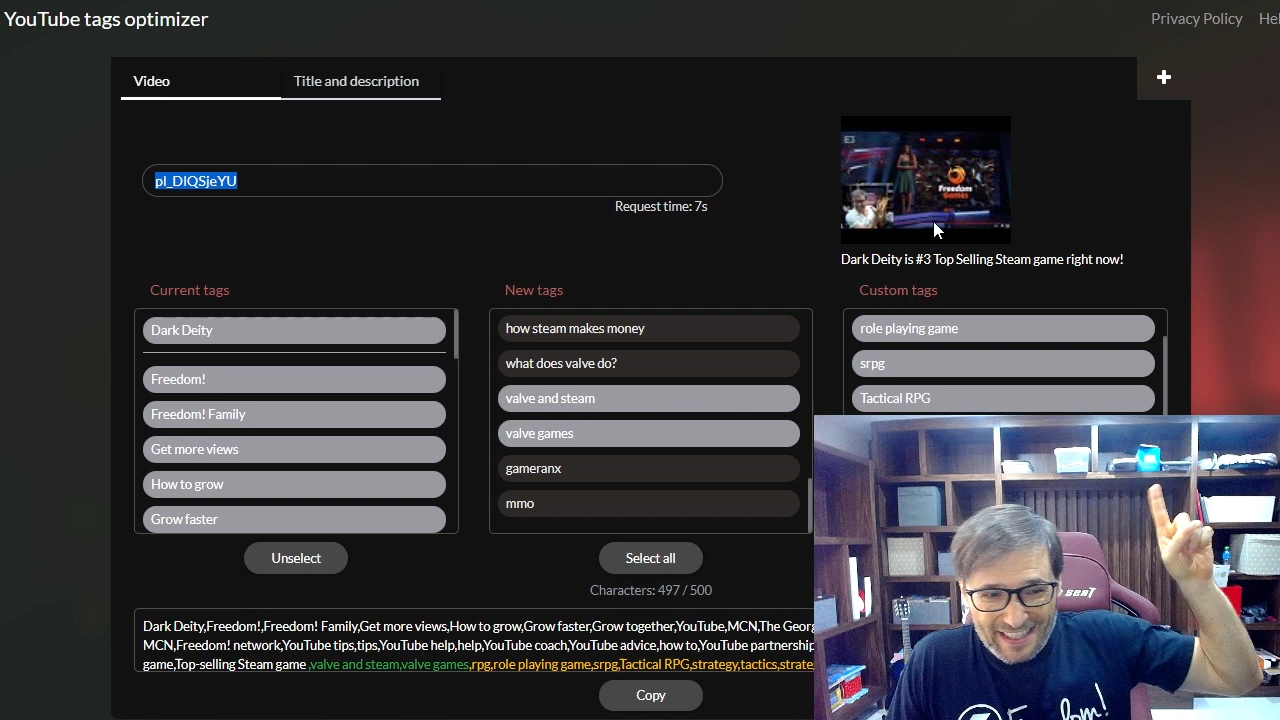 YouTube tags optimizer
Privacy Policy
Video
Title and description
pl_DIQSjeYU
Request time: 7s
E3
Freedom
Games
Dark Deity is #3 Top Selling Steam game right now!
Current tags
New tags
Custom tags
Dark Deity
Freedom!
Freedom! Family
Get more views
How to grow
Grow faster
how steam makes money
what does valve do?
valve and steam
valve games
gameranx
mmo
role playing game
srpg
Tactical RPG
Unselect
Select all
Characters: 497 / 500
Dark Deity,Freedom!,Freedom! Family,Get more views,How to grow,Grow faster,Grow together,YouTube,MCN,The Georg
MCN,Freedom! network,YouTube tips,tips,YouTube help,help,YouTube coach,YouTube advice,how to,YouTube partnership
game,Top-selling Steam game ,valve and steam,valve games,rpg,role playing game,srpg,Tactical RPG,strategy,tactics,strate
Copy